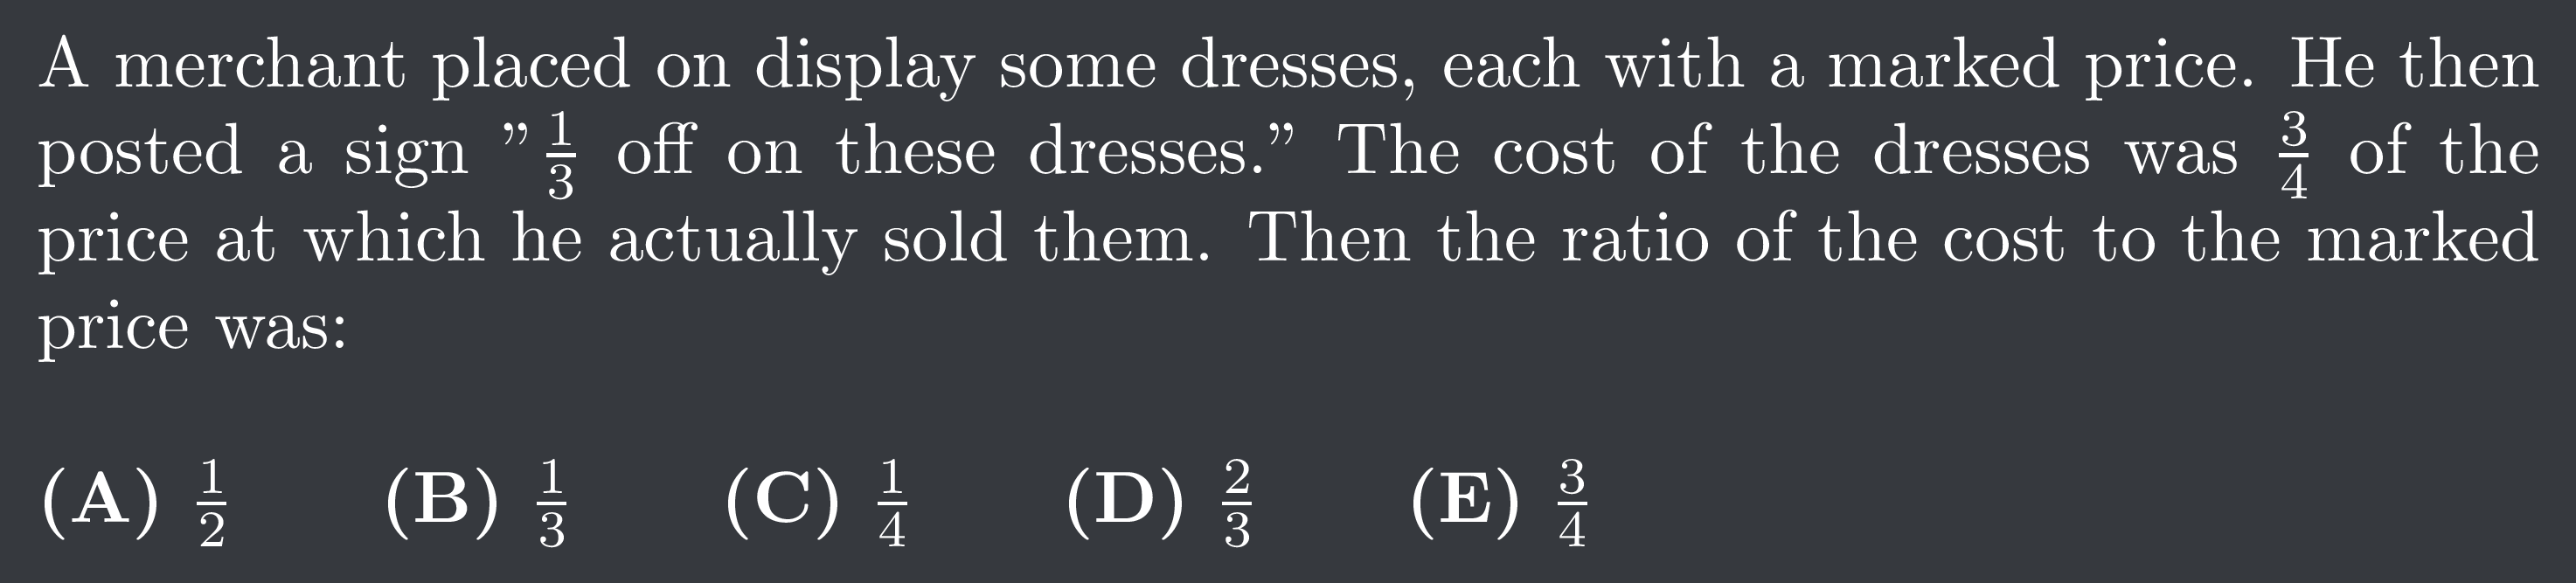 A merchant placed on display some dresses, each with a marked price. He then
posted a sign ”$\frac{1}{3}$ off on these dresses.” The cost of the dresses was $\frac{3}{4}$ of the
price at which he actually sold them. Then the ratio of the cost to the marked
price was:
(A) $\frac{1}{2}$ (B) $\frac{1}{3}$ (C) $\frac{1}{4}$ (D) $\frac{2}{3}$ (E) $\frac{3}{4}$